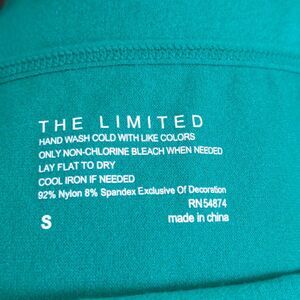 THE LIMITED
HAND WASH COLD WITH LIKE COLORS
ONLY NON-CHLORINE BLEACH WHEN NEEDED
LAY FLAT TO DRY
COOL IRON IF NEEDED
92% Nylon 8% Spandex Exclusive Of Decoration
RN54874
S made in china